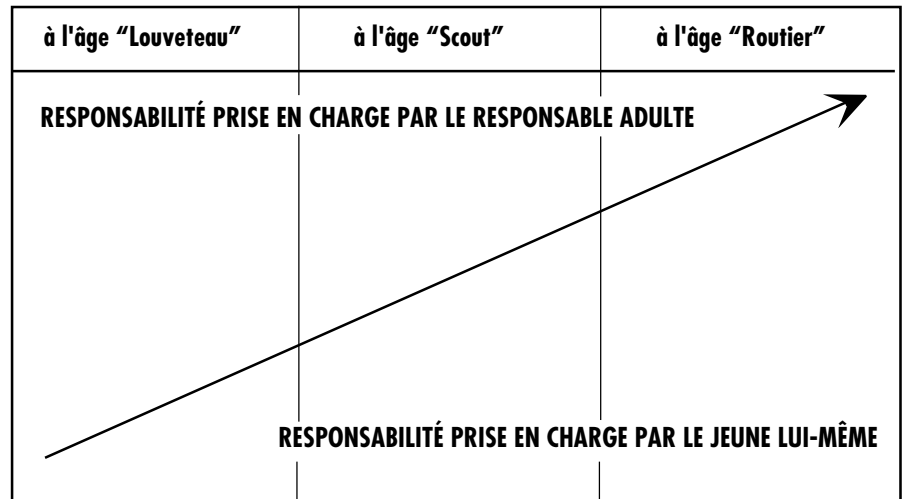 à l'âge “Louveteau” à l'âge “Scout” à l'âge “Routier”
RESPONSABILITÉ PRISE EN CHARGE PAR LE RESPONSABLE ADULTE
RESPONSABILITÉ PRISE EN CHARGE PAR LE JEUNE LUI-MÊME